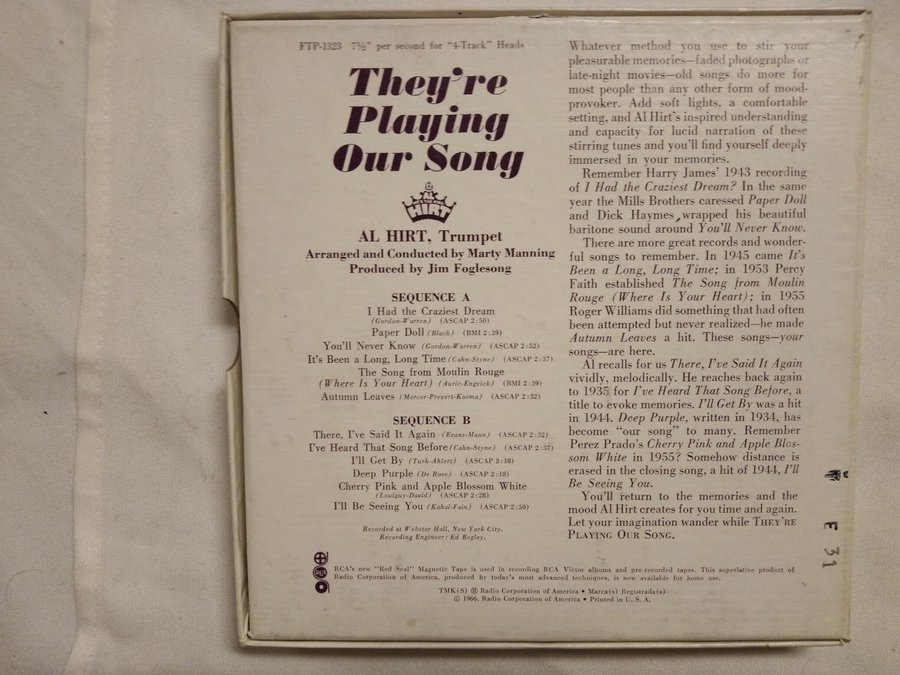 FTP-1323 7½" per second for "4-Track" Heads
They're
Playing
Our Song
AL
HIRT
AL HIRT, Trumpet
Arranged and Conducted by Marty Manning
Produced by Jim Foglesong
SEQUENCE A
I Had the Craziest Dream
(Gordon-Warren) (ASCAP 2:50)
Paper Doll (Black) (BMI 2:39)
You'll Never Know (Gordon-Warren) (ASCAP 2:52)
It's Been a Long, Long Time (Cahn-Styne) (ASCAP 2:37)
The Song from Moulin Rouge
(Where Is Your Heart) (Auric-Engvick) (BMI 2:39)
Autumn Leaves (Mercer-Prevert-Kosma) (ASCAP 2:32)
SEQUENCE B
There, I've Said It Again (Evans-Mann) (ASCAP 2:52)
I've Heard That Song Before (Cahn-Styne) (ASCAP 2:37)
I'll Get By (Turk-Ahlert) (ASCAP 3:18)
Deep Purple (De Rose) (ASCAP 2:18)
Cherry Pink and Apple Blossom White
(Louiguy-David) (ASCAP 2:28)
I'll Be Seeing You (Kahal-Fain) (ASCAP 2:50)
Recorded at Webster Hall, New York City.
Recording Engineer: Ed Begley.
Whatever method you use to stir your
pleasurable memories—faded photographs or
late-night movies—old songs do more for
most people than any other form of mood-
provoker. Add soft lights, a comfortable
setting, and Al Hirt's inspired understanding
and capacity for lucid narration of these
stirring tunes and you'll find yourself deeply
immersed in your memories.
Remember Harry James' 1943 recording
of I Had the Craziest Dream? In the same
year the Mills Brothers caressed Paper Doll
and Dick Haymes wrapped his beautiful
baritone sound around You'll Never Know.
There are more great records and wonder-
ful songs to remember. In 1945 came It's
Been a Long, Long Time; in 1953 Percy
Faith established The Song from Moulin
Rouge (Where Is Your Heart); in 1955
Roger Williams did something that had often
been attempted but never realized—he made
Autumn Leaves a hit. These songs—your
songs—are here.
Al recalls for us There, I've Said It Again
vividly, melodically. He reaches back again
to 1935 for I've Heard That Song Before, a
title to evoke memories. I'll Get By was a hit
in 1944. Deep Purple, written in 1934, has
become "our song" to many. Remember
Perez Prado's Cherry Pink and Apple Blos-
som White in 1955? Somehow distance is
erased in the closing song, a hit of 1944, I'll
Be Seeing You.
You'll return to the memories and the
mood Al Hirt creates for you time and again.
Let your imagination wander while THEY'RE
PLAYING OUR SONG.
E 31
RCA
RCA's new "Red Seal" Magnetic Tape is used in recording RCA Victor albums and pre-recorded tapes. This superlative product of
Radio Corporation of America, produced by today's most advanced techniques, is now available for home use.
TMK(S) ® Radio Corporation of America • Marca(s) Registrada(s)
© 1966, Radio Corporation of America • Printed in U. S. A.